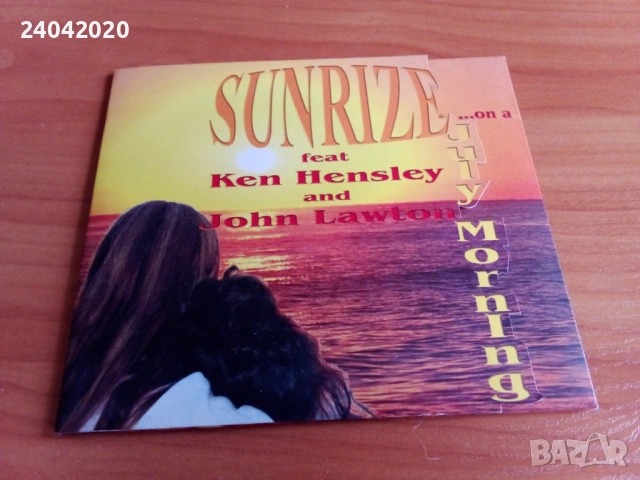 24042020
SUNRIZE
feat
Ken Hensley
and
John Lawton
...on a
July MornIng
BAZAR